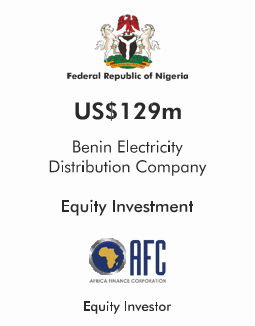 Federal Republic of Nigeria
US$129m
Benin Electricity
Distribution Company
Equity Investment
AFC
AFRICA FINANCE CORPORATION
Equity Investor